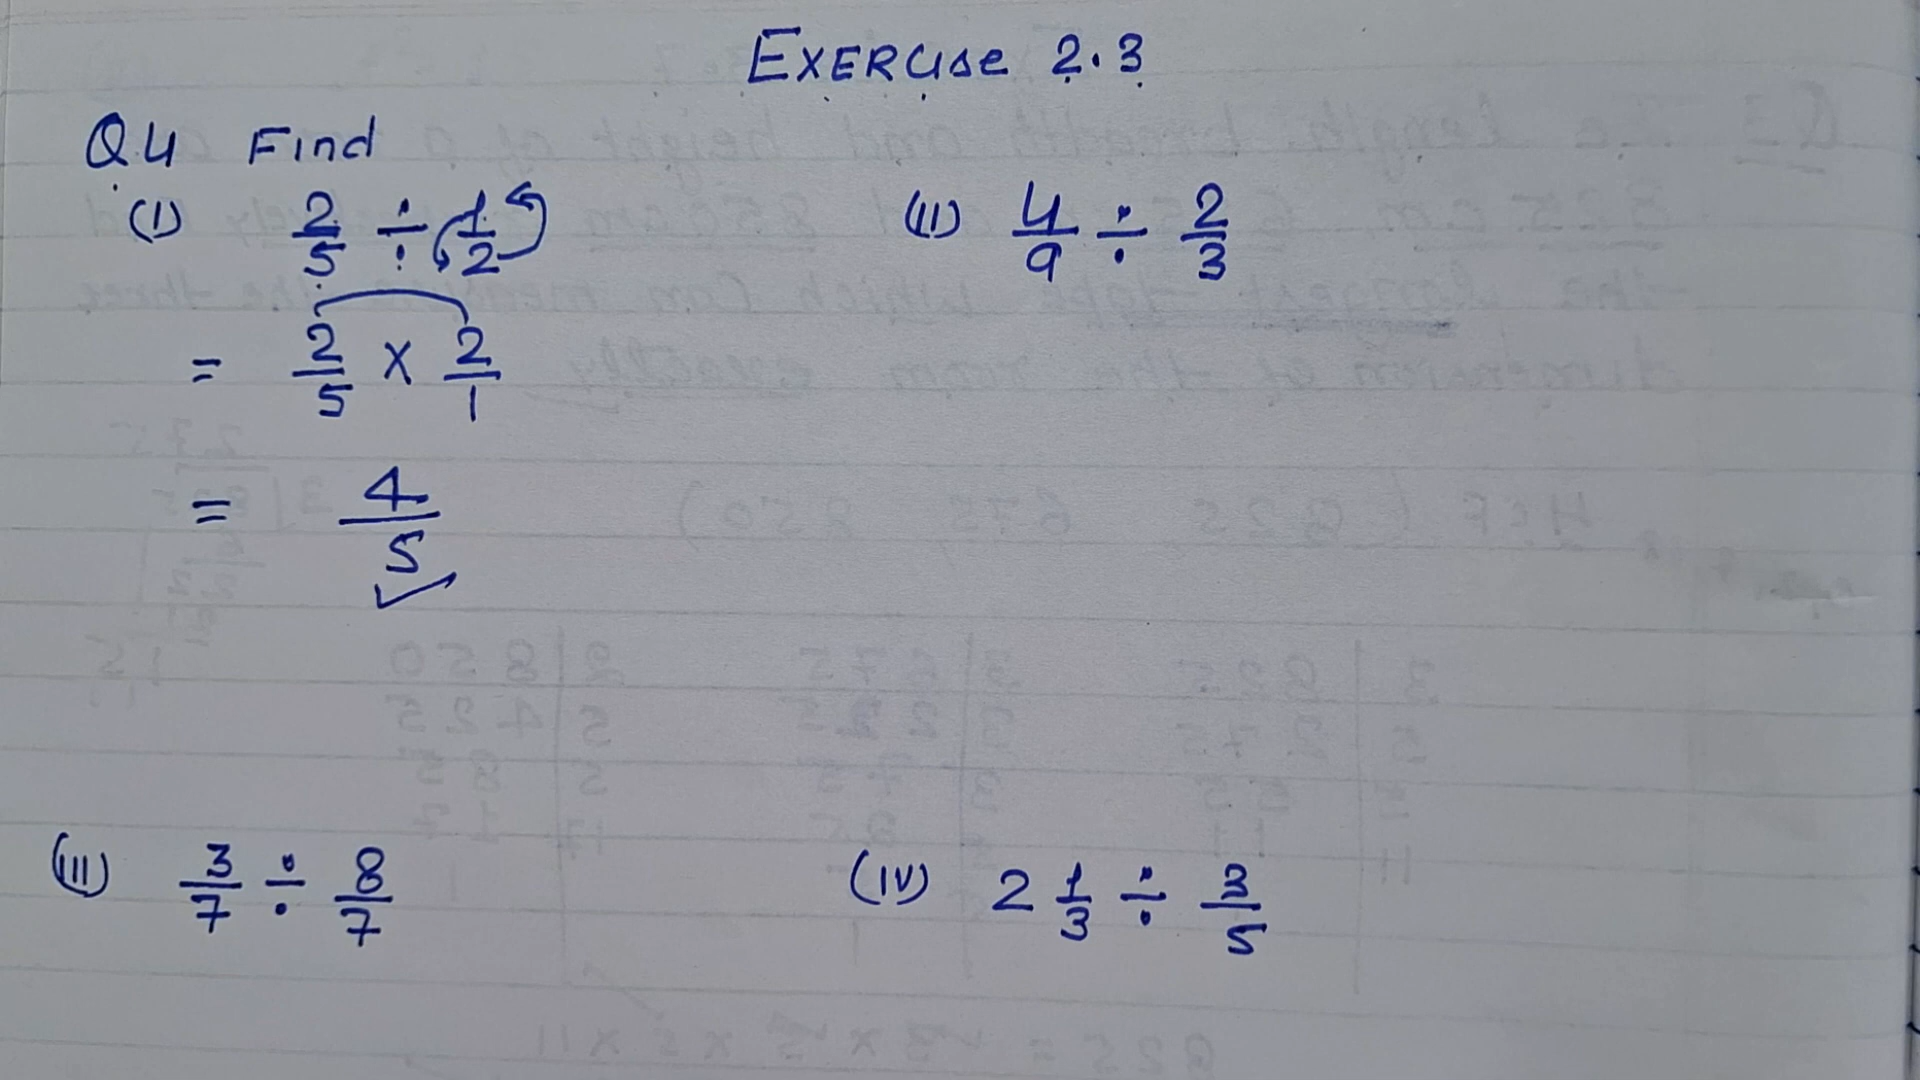 EXERCISE 2.3
Q4 Find
(i) 2/5 ÷ 1/2
(ii) 4/9 ÷ 2/3
= 2/5 × 2/1
= 4/5
(iii) 3/7 ÷ 8/7
(iv) 2 1/3 ÷ 3/5